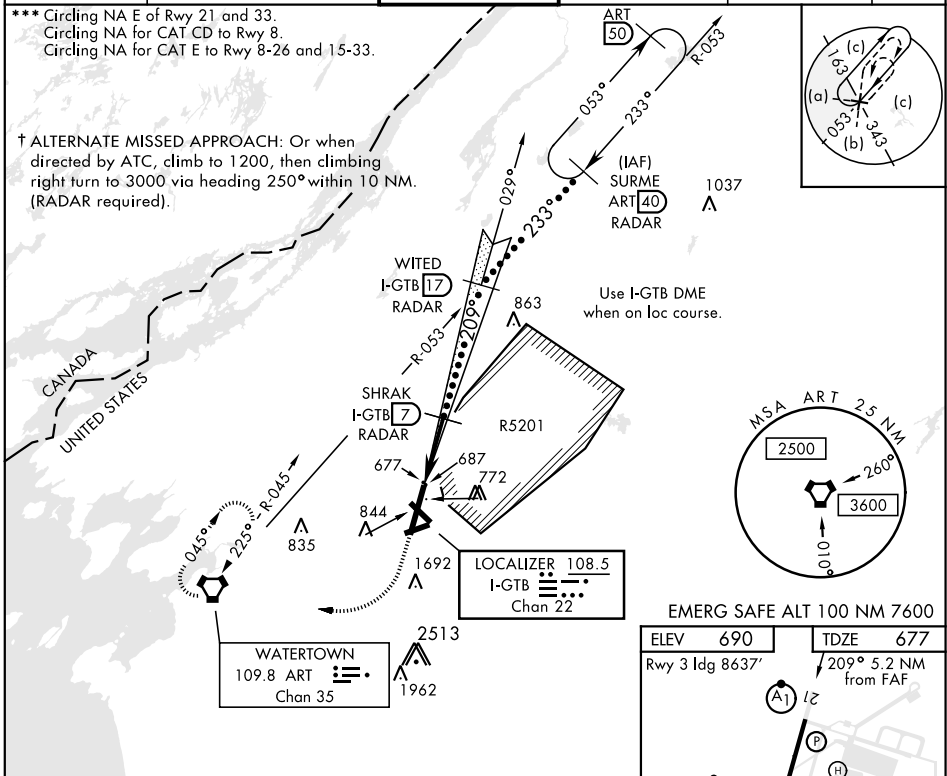 *** Circling NA E of Rwy 21 and 33.
Circling NA for CAT CD to Rwy 8.
Circling NA for CAT E to Rwy 8-26 and 15-33.
† ALTERNATE MISSED APPROACH: Or when
directed by ATC, climb to 1200, then climbing
right turn to 3000 via heading 250° within 10 NM.
(RADAR required).
ART
50
R-053
053°
233°
(IAF)
SURME
ART 40
RADAR
1037
163
(c)
(a)
(c)
053
(b)
343
029°
233°
WITED
I-GTB 17
RADAR
209°
863
Use I-GTB DME
when on loc course.
R-053
CANADA
UNITED STATES
SHRAK
I-GTB 7
RADAR
R5201
MSA ART 25 NM
2500
260°
3600
010°
677
687
772
844
R-045
045°
225°
835
1692
LOCALIZER 108.5
I-GTB
Chan 22
2513
1962
WATERTOWN
109.8 ART
Chan 35
EMERG SAFE ALT 100 NM 7600
ELEV 690
TDZE 677
Rwy 3 ldg 8637'
209° 5.2 NM
from FAF
A1
21
P
H